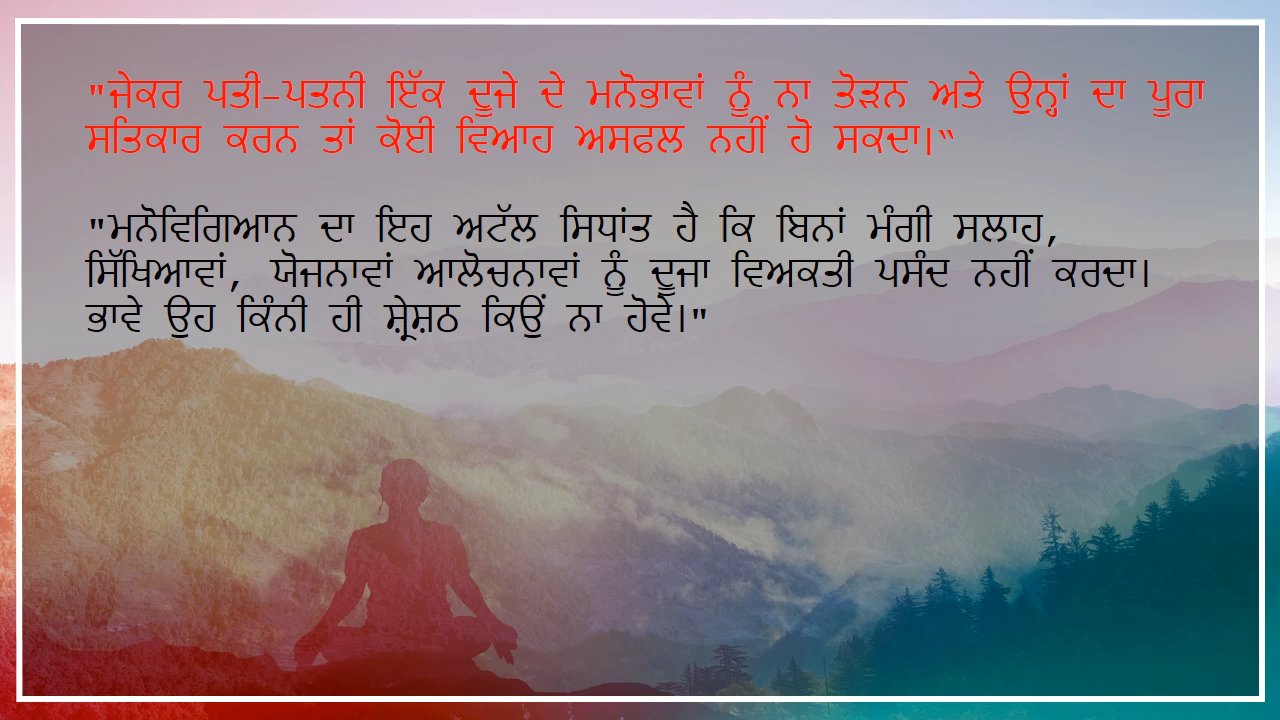 "ਜੇਕਰ ਪਤੀ-ਪਤਨੀ ਇੱਕ ਦੂਜੇ ਦੇ ਮਨੋਭਾਵਾਂ ਨੂੰ ਨਾ ਤੋੜਨ ਅਤੇ ਉਨ੍ਹਾਂ ਦਾ ਪੂਰਾ
ਸਤਿਕਾਰ ਕਰਨ ਤਾਂ ਕੋਈ ਵਿਆਹ ਅਸਫਲ ਨਹੀਂ ਹੋ ਸਕਦਾ।“
"ਮਨੋਵਿਗਿਆਨ ਦਾ ਇਹ ਅਟੱਲ ਸਿਧਾਂਤ ਹੈ ਕਿ ਬਿਨਾਂ ਮੰਗੀ ਸਲਾਹ,
ਸਿੱਖਿਆਵਾਂ, ਯੋਜਨਾਵਾਂ ਆਲੋਚਨਾਵਾਂ ਨੂੰ ਦੂਜਾ ਵਿਅਕਤੀ ਪਸੰਦ ਨਹੀਂ ਕਰਦਾ।
ਭਾਵੇ ਉਹ ਕਿੰਨੀ ਹੀ ਸ਼੍ਰੇਸ਼ਠ ਕਿਉਂ ਨਾ ਹੋਵੇ।"